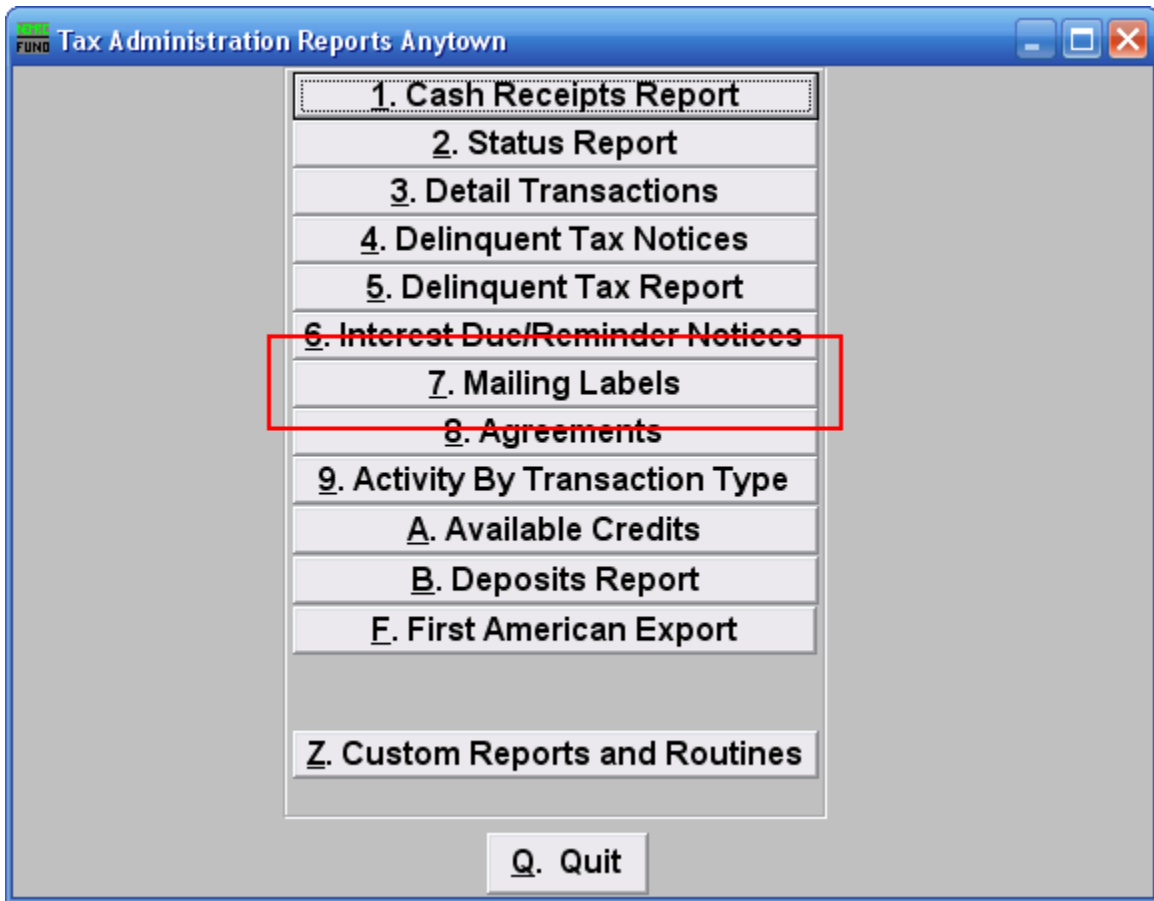 FUND Tax Administration Reports Anytown
1. Cash Receipts Report
2. Status Report
3. Detail Transactions
4. Delinquent Tax Notices
5. Delinquent Tax Report
6. Interest Due/Reminder Notices
7. Mailing Labels
8. Agreements
9. Activity By Transaction Type
A. Available Credits
B. Deposits Report
F. First American Export
Z. Custom Reports and Routines
Q. Quit